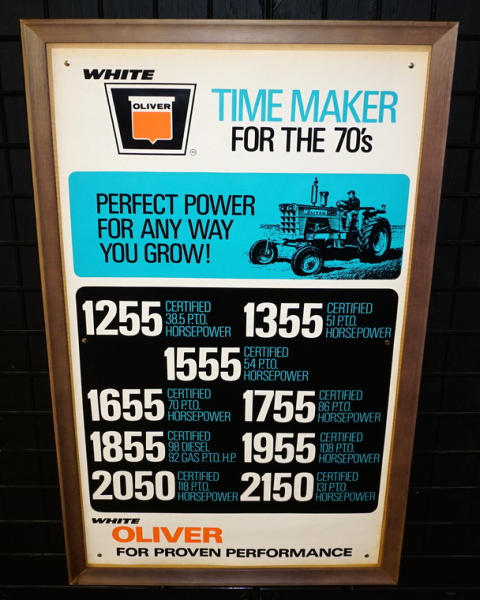 WHITE
OLIVER
TIME MAKER
FOR THE 70's
PERFECT POWER
FOR ANY WAY
YOU GROW!
OLIVER
1255 CERTIFIED
38.5 P.T.O.
HORSEPOWER
1355 CERTIFIED
51 P.T.O.
HORSEPOWER
1555 CERTIFIED
54 P.T.O.
HORSEPOWER
1655 CERTIFIED
70 P.T.O.
HORSEPOWER
1755 CERTIFIED
86 P.T.O.
HORSEPOWER
1855 CERTIFIED
98 DIESEL
92 GAS P.T.O. H.P
1955 CERTIFIED
108 P.T.O.
HORSEPOWER
2050 CERTIFIED
118 P.T.O.
HORSEPOWER
2150 CERTIFIED
131 P.T.O.
HORSEPOWER
WHITE
OLIVER
FOR PROVEN PERFORMANCE